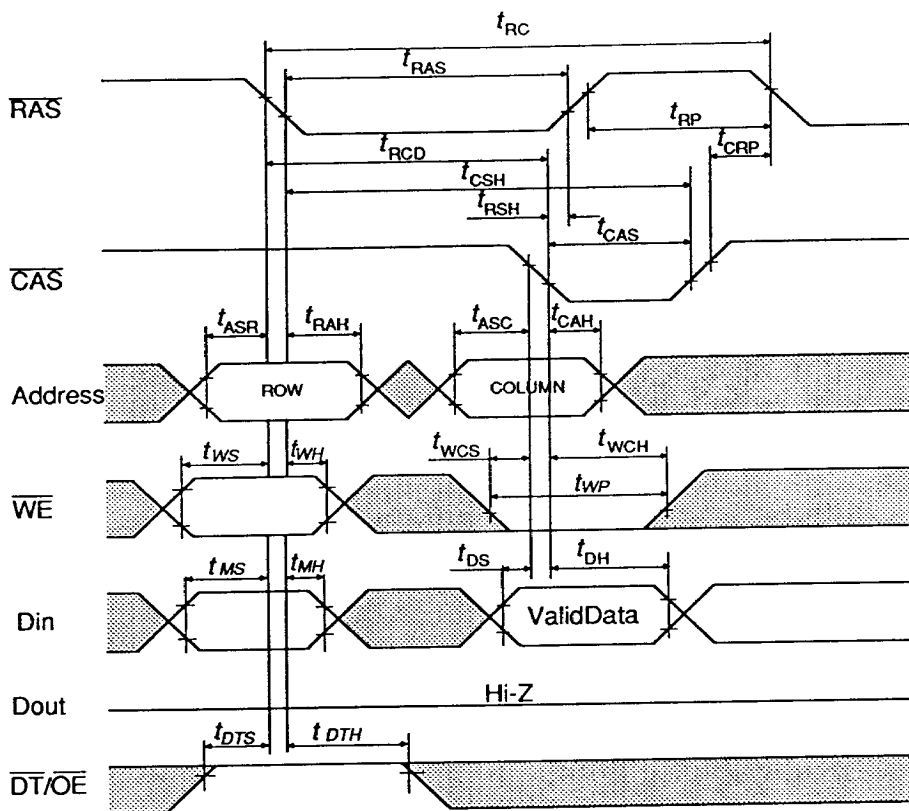 tRC
tRAS
RAS
tRP
tRCD
tCRP
tCSH
tRSH
tCAS
CAS
tASR
tRAH
tASC
tCAH
Address
ROW
COLUMN
tWS
tWH
tWCS
tWCH
WE
tWP
tDS
tDH
tMS
tMH
Din
ValidData
Hi-Z
Dout
tDTS
tDTH
DT/OE